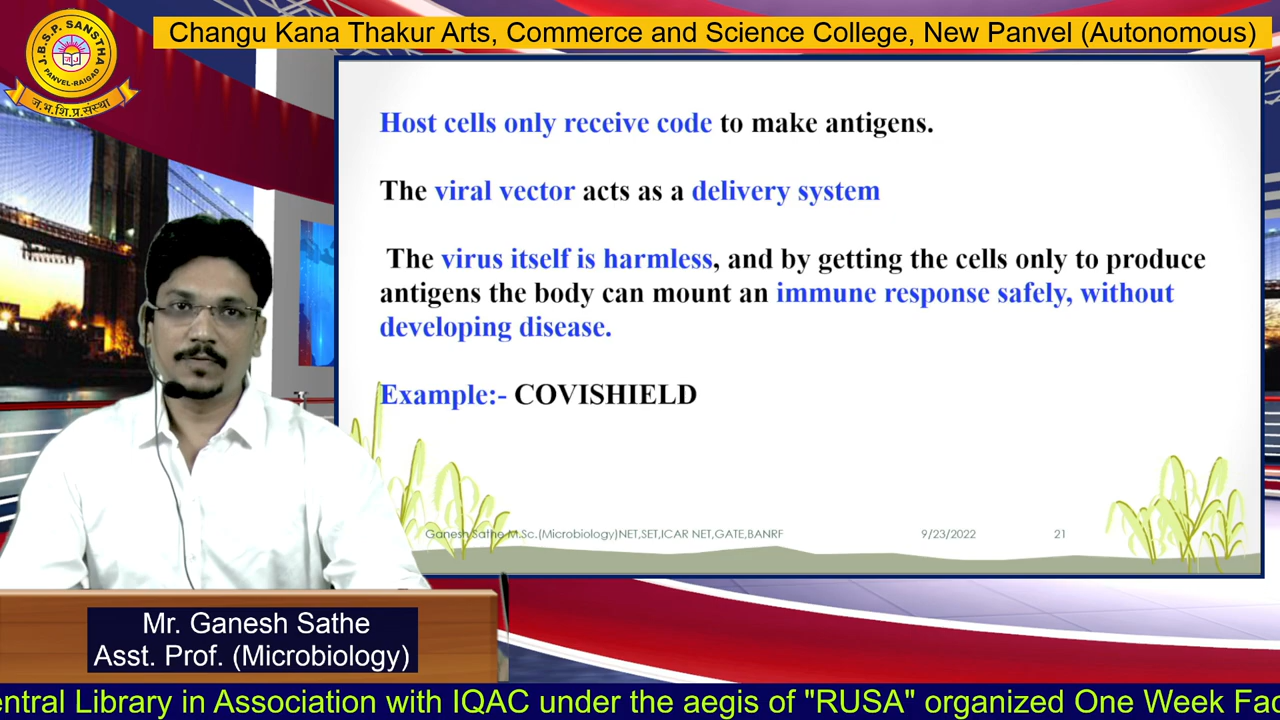 Changu Kana Thakur Arts, Commerce and Science College, New Panvel (Autonomous)
J.B.S.P. SANSTHA
PANVEL-RAIGAD
ज.भ.शि.प्र.संस्था
Host cells only receive code to make antigens.
The viral vector acts as a delivery system
The virus itself is harmless, and by getting the cells only to produce
antigens the body can mount an immune response safely, without
developing disease.
Example:- COVISHIELD
Ganesh Sathe M.Sc.(Microbiology)NET,SET,ICAR NET,GATE,BANRF 9/23/2022 21
Mr. Ganesh Sathe
Asst. Prof. (Microbiology)
entral Library in Association with IQAC under the aegis of "RUSA" organized One Week Fac